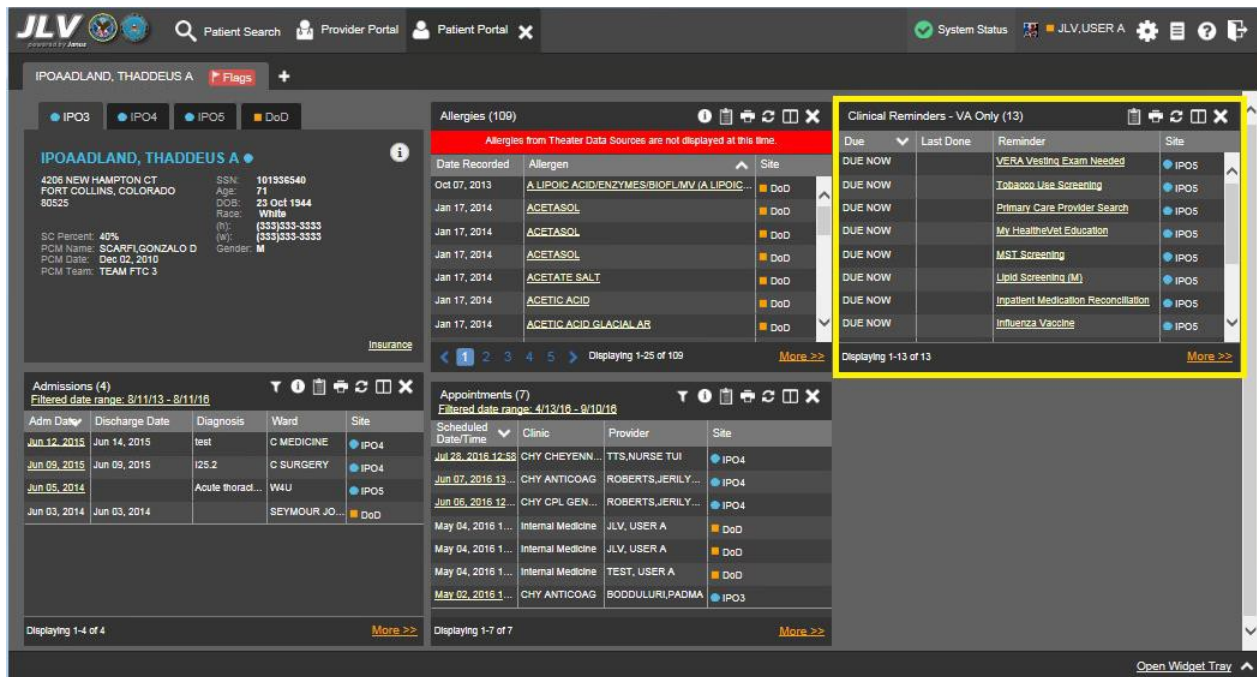 JLV
powered by Janus
Patient Search
Provider Portal
Patient Portal
System Status
JLV,USER A
IPOAADLAND, THADDEUS A
Flags
IPO3 IPO4 IPO5 DoD
IPOAADLAND, THADDEUS A
4206 NEW HAMPTON CT
FORT COLLINS, COLORADO
80525
SC Percent: 40%
PCM Name: SCARFI,GONZALO D
PCM Date: Dec 02, 2010
PCM Team: TEAM FTC 3
SSN: 101936540
Age: 71
DOB: 23 Oct 1944
Race: White
(h): (333)333-3333
(w): (333)333-3333
Gender: M
Insurance
Allergies (109)
Allergies from Theater Data Sources are not displayed at this time.
Date Recorded Allergen Site
Oct 07, 2013 A LIPOIC ACID/ENZYMES/BIOFL/MV (A LIPOIC... DoD
Jan 17, 2014 ACETASOL DoD
Jan 17, 2014 ACETASOL DoD
Jan 17, 2014 ACETASOL DoD
Jan 17, 2014 ACETATE SALT DoD
Jan 17, 2014 ACETIC ACID DoD
Jan 17, 2014 ACETIC ACID GLACIAL AR DoD
1 2 3 4 5 Displaying 1-25 of 109 More >>
Clinical Reminders - VA Only (13)
Due Last Done Reminder Site
DUE NOW VERA Vesting Exam Needed IPO5
DUE NOW Tobacco Use Screening IPO5
DUE NOW Primary Care Provider Search IPO5
DUE NOW My HealtheVet Education IPO5
DUE NOW MST Screening IPO5
DUE NOW Lipid Screening (M) IPO5
DUE NOW Inpatient Medication Reconciliation IPO5
DUE NOW Influenza Vaccine IPO5
Displaying 1-13 of 13 More >>
Admissions (4)
Filtered date range: 8/11/13 - 8/11/16
Adm Date Discharge Date Diagnosis Ward Site
Jun 12, 2015 Jun 14, 2015 test C MEDICINE IPO4
Jun 09, 2015 Jun 09, 2015 I25.2 C SURGERY IPO4
Jun 05, 2014 Acute thoraci... W4U IPO5
Jun 03, 2014 Jun 03, 2014 SEYMOUR JO... DoD
Displaying 1-4 of 4 More >>
Appointments (7)
Filtered date range: 4/13/16 - 9/10/16
Scheduled
Date/Time Clinic Provider Site
Jul 28, 2016 12:58 CHY CHEYENN... TTS,NURSE TUI IPO4
Jun 07, 2016 13... CHY ANTICOAG ROBERTS,JERILY... IPO4
Jun 06, 2016 12... CHY CPL GEN... ROBERTS,JERILY... IPO4
May 04, 2016 1... Internal Medicine JLV, USER A DoD
May 04, 2016 1... Internal Medicine JLV, USER A DoD
May 04, 2016 1... Internal Medicine TEST, USER A DoD
May 02, 2016 1... CHY ANTICOAG BODDULURI,PADMA IPO3
Displaying 1-7 of 7 More >>
Open Widget Tray